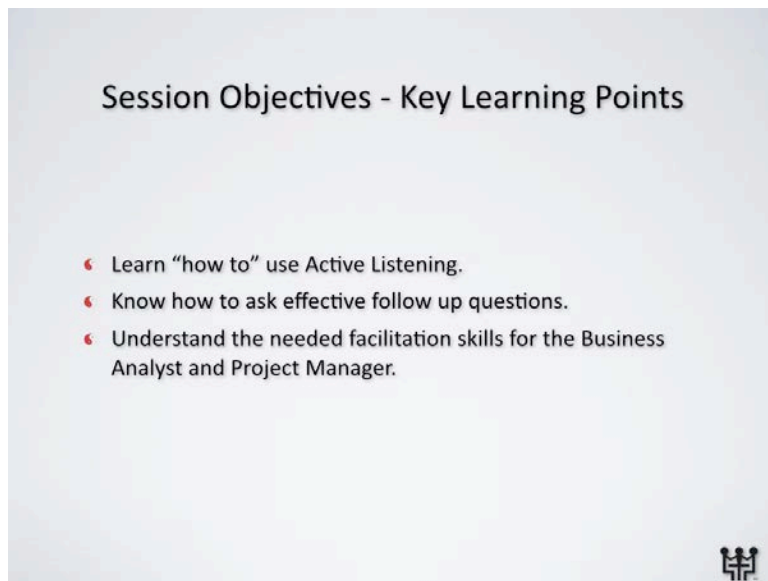 Session Objectives - Key Learning Points
Learn “how to” use Active Listening.
Know how to ask effective follow up questions.
Understand the needed facilitation skills for the Business
Analyst and Project Manager.